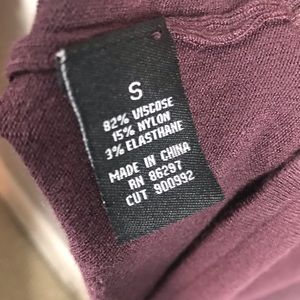 S
82% VISCOSE
15% NYLON
3% ELASTHANE
MADE IN CHINA
RN 86297
CUT 900992